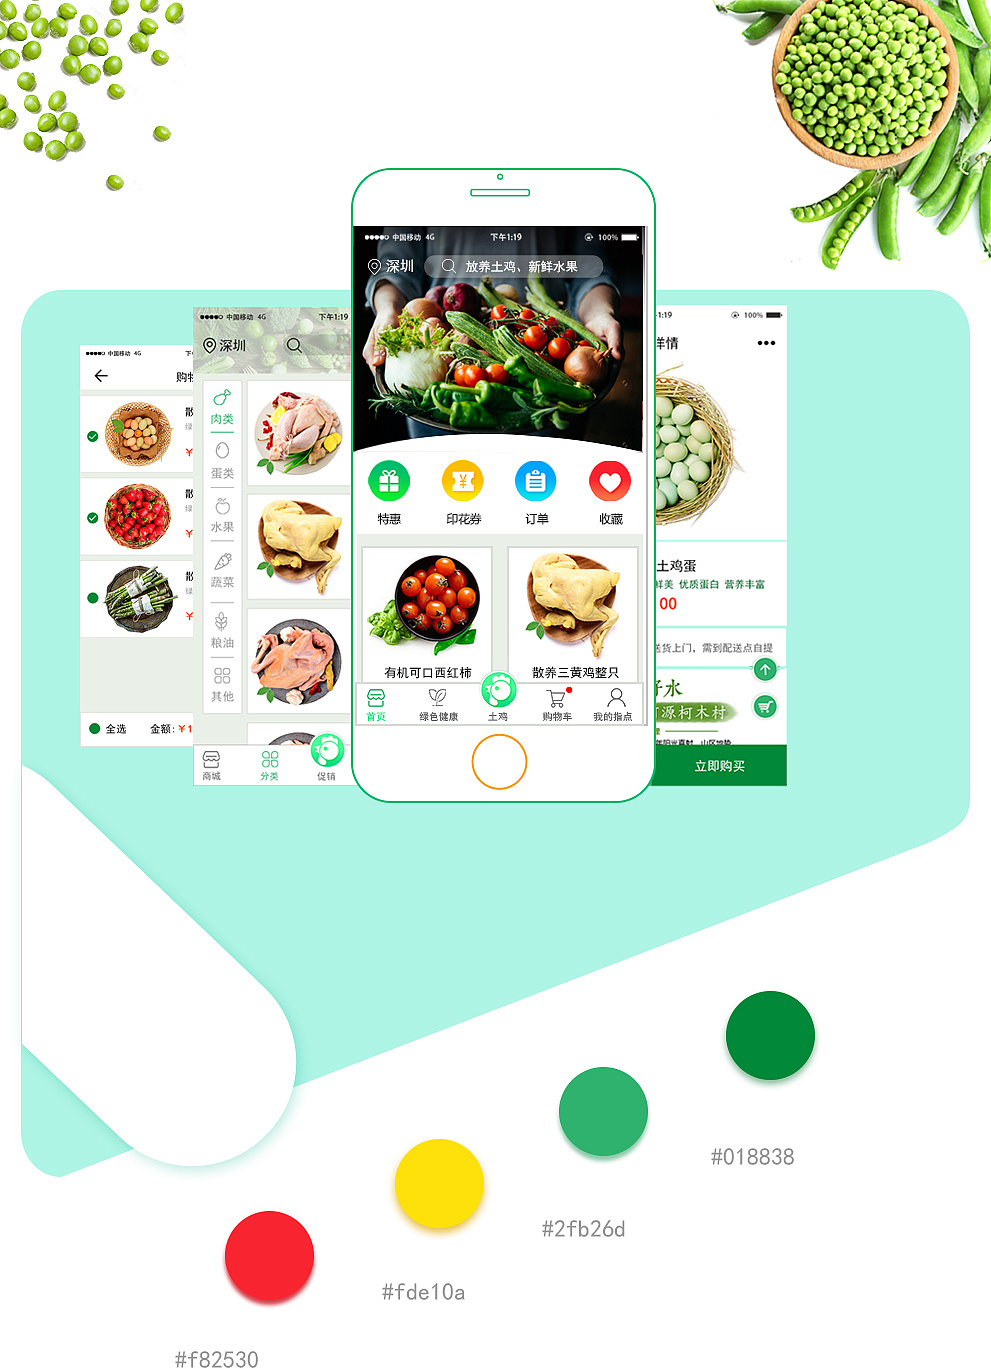 中国移动 4G 下午1:19 100%
深圳 放养土鸡、新鲜水果
特惠 印花券 订单 收藏
有机可口西红柿 散养三黄鸡整只
首页 绿色健康 土鸡 购物车 我的指点
中国移动 4G 下午1:19
深圳
肉类
蛋类
水果
蔬菜
粮油
其他
商城 分类 促销
中国移动 4G 下
购物
散
绿
¥
散
绿
¥
散
绿
¥
全选 金额: ¥1
1:19 100%
详情
土鸡蛋
鲜美 优质蛋白 营养丰富
00
送货上门，需到配送点自提
好水
河源柯木村
立即购买
#018838
#2fb26d
#fde10a
#f82530